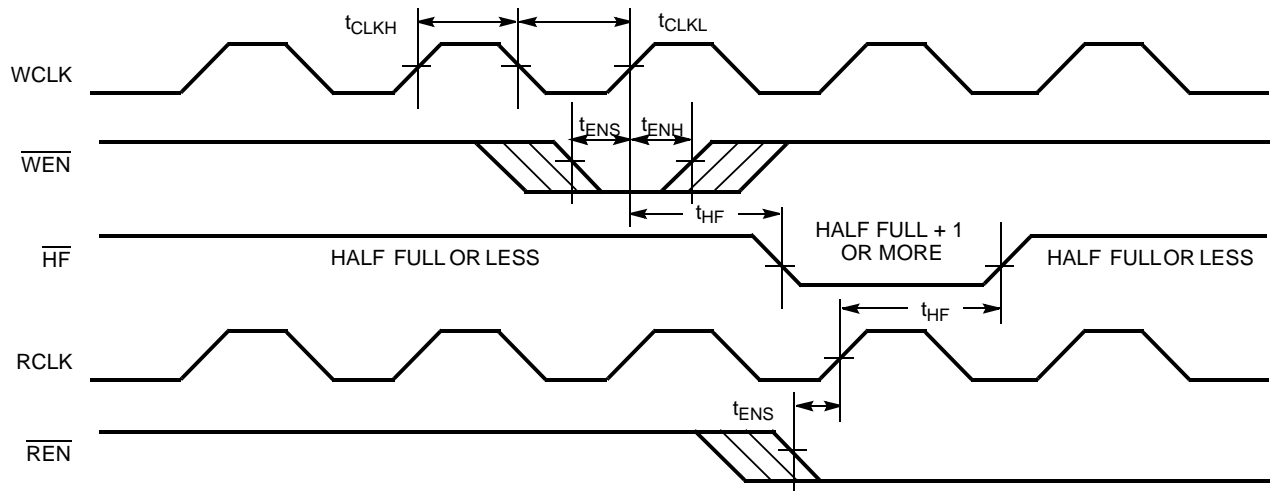 tCLKH
tCLKL
WCLK
tENS
tENH
WEN
tHF
HF
HALF FULL OR LESS
HALF FULL + 1
OR MORE
HALF FULL OR LESS
tHF
RCLK
tENS
REN